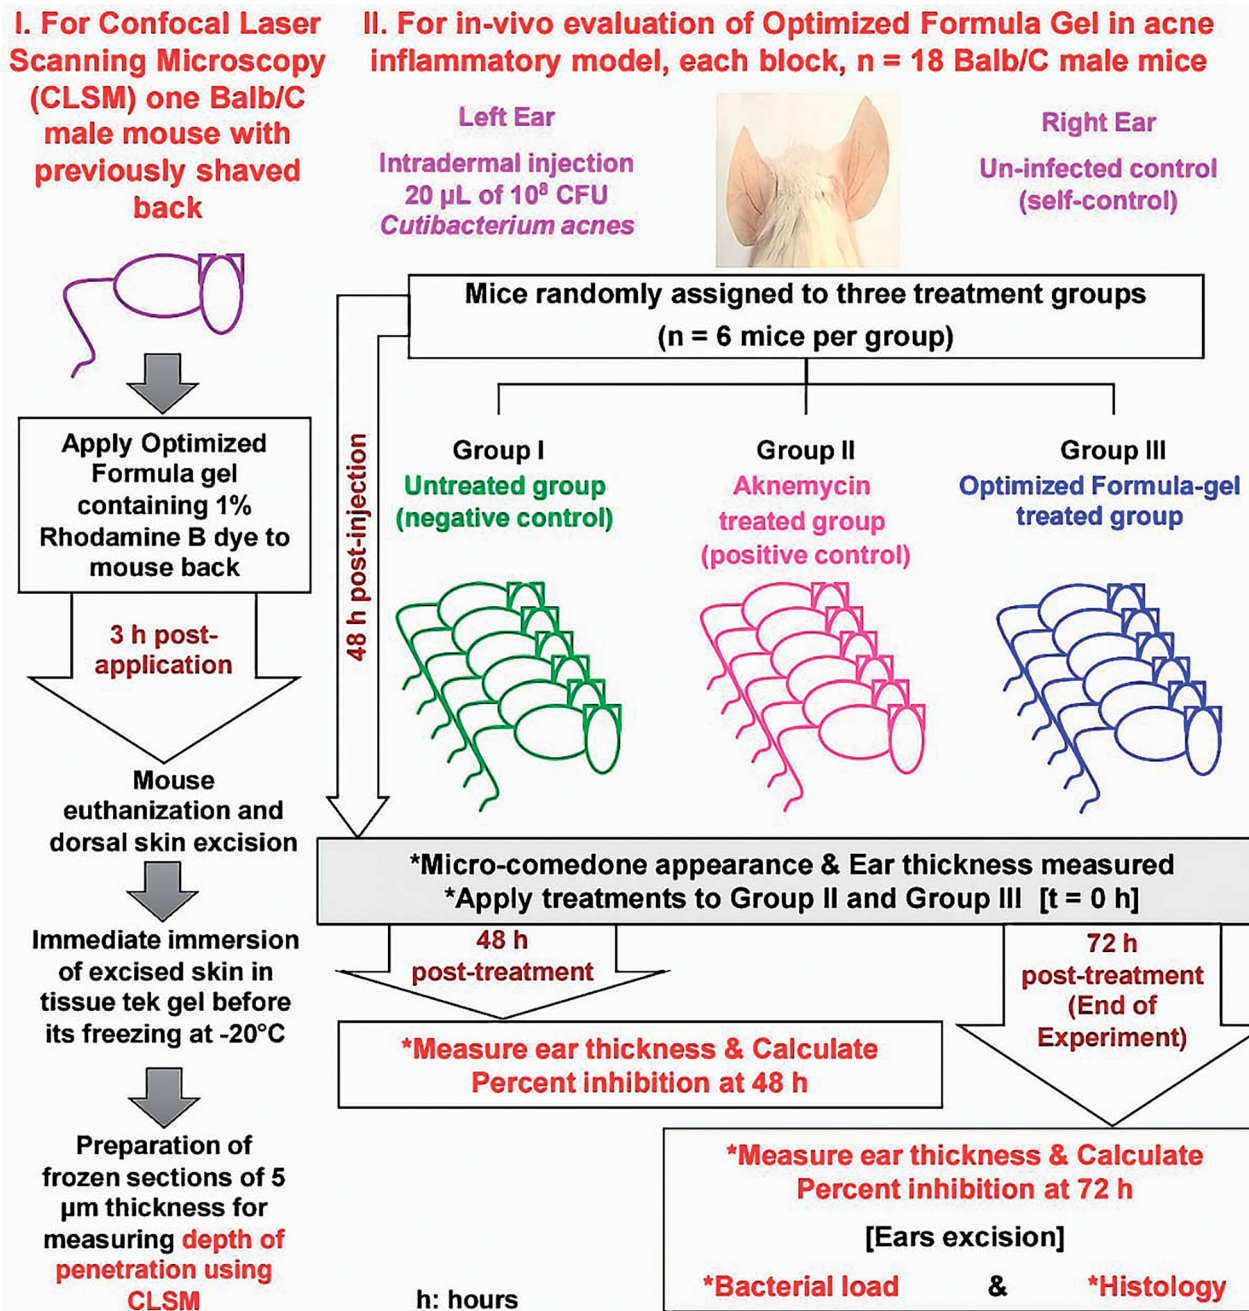 I. For Confocal Laser
Scanning Microscopy
(CLSM) one Balb/C
male mouse with
previously shaved
back
Apply Optimized
Formula gel
containing 1%
Rhodamine B dye to
mouse back
3 h post-
application
Mouse
euthanization and
dorsal skin excision
Immediate immersion
of excised skin in
tissue tek gel before
its freezing at -20°C
Preparation of
frozen sections of 5
µm thickness for
measuring depth of
penetration using
CLSM
II. For in-vivo evaluation of Optimized Formula Gel in acne
inflammatory model, each block, n = 18 Balb/C male mice
Left Ear
Intradermal injection
20 µL of 10⁸ CFU
Cutibacterium acnes
Right Ear
Un-infected control
(self-control)
Mice randomly assigned to three treatment groups
(n = 6 mice per group)
48 h post-injection
Group I
Untreated group
(negative control)
Group II
Aknemycin
treated group
(positive control)
Group III
Optimized Formula-gel
treated group
*Micro-comedone appearance & Ear thickness measured
*Apply treatments to Group II and Group III [t = 0 h]
48 h
post-treatment
*Measure ear thickness & Calculate
Percent inhibition at 48 h
72 h
post-treatment
(End of
Experiment)
*Measure ear thickness & Calculate
Percent inhibition at 72 h
[Ears excision]
*Bacterial load & *Histology
h: hours